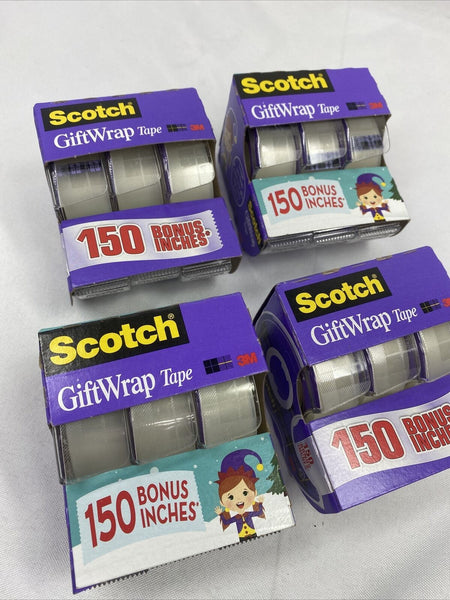 Scotch®
GiftWrap Tape 3M
150 BONUS
INCHES*
Scotch
GiftWrap Tape 3M
150 BONUS
INCHES*
Scotch®
GiftWrap Tape 3M
150 BONUS
INCHES*
Scotch®
GiftWrap Tape 3M
150 BONUS
INCHES